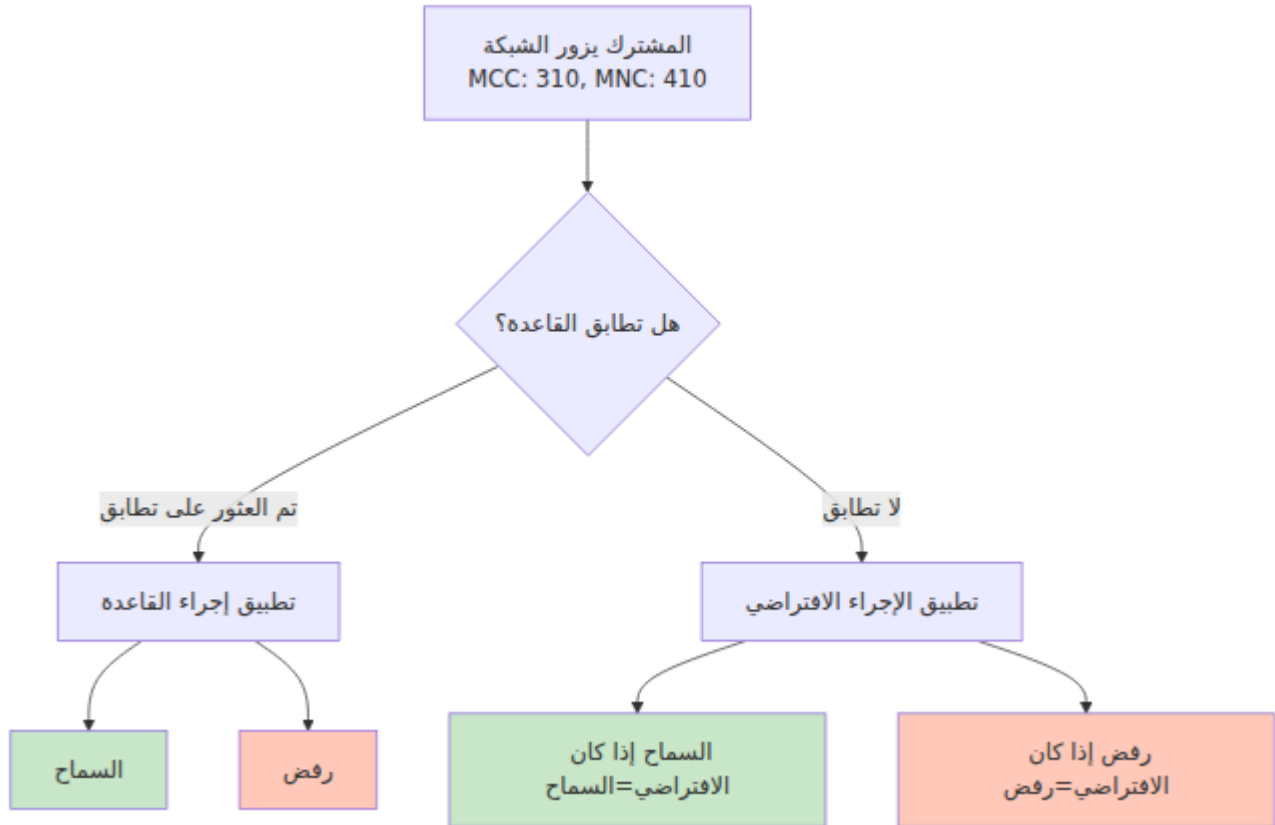 المشترك يزور الشبكة
MCC: 310, MNC: 410
هل تطابق القاعدة؟
تم العثور على تطابق
لا تطابق
تطبيق إجراء القاعدة
تطبيق الإجراء الافتراضي
السماح
رفض
السماح إذا كان
الافتراضي=السماح
رفض إذا كان
الافتراضي=رفض